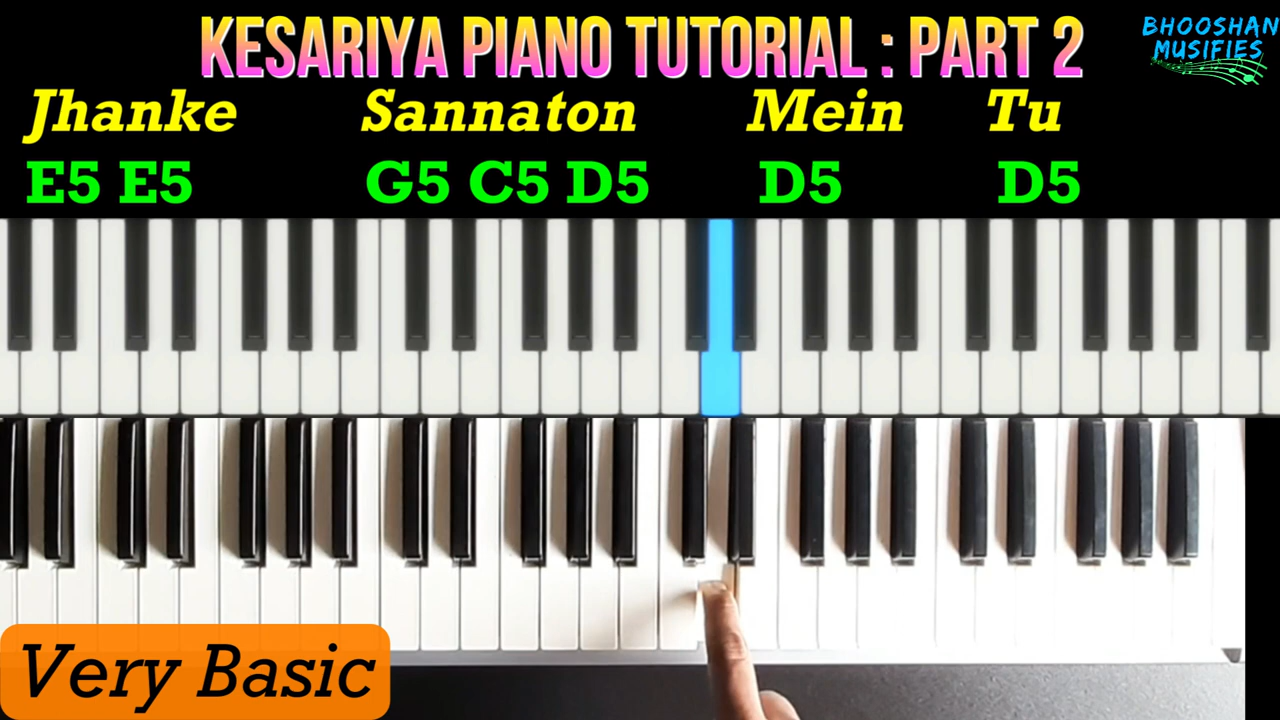 KESARIYA PIANO TUTORIAL : PART 2
BHOOSHAN
MUSIFIES
Jhanke Sannaton Mein Tu
E5 E5 G5 C5 D5 D5 D5
Very Basic